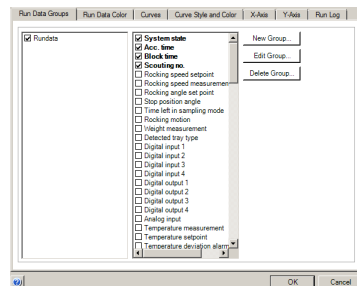 Run Data Groups
Run Data Color
Curves
Curve Style and Color
X-Axis
Y-Axis
Run Log
Rundata
System state
Acc. time
Block time
Scouting no.
Rocking speed setpoint
Rocking speed measuremen
Rocking angle set point
Stop position angle
Time left in sampling mode
Rocking motion
Weight measurement
Detected tray type
Digital input 1
Digital input 2
Digital input 3
Digital input 4
Digital output 1
Digital output 2
Digital output 3
Digital output 4
Analog input
Temperature measurement
Temperature setpoint
Temperature deviation alarm
New Group...
Edit Group...
Delete Group...
OK
Cancel